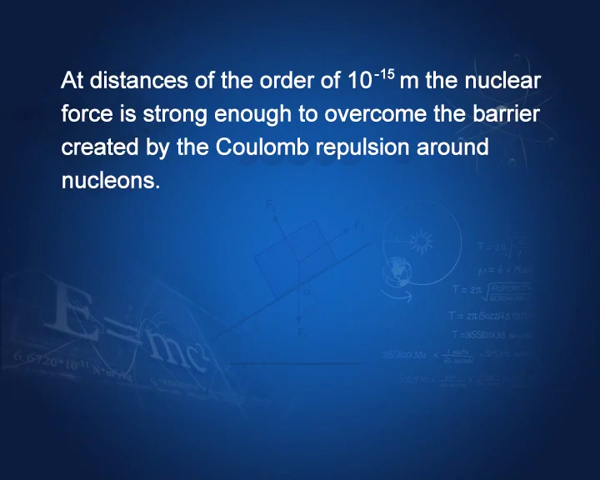 At distances of the order of 10⁻¹⁵ m the nuclear
force is strong enough to overcome the barrier
created by the Coulomb repulsion around
nucleons.
E=mc²